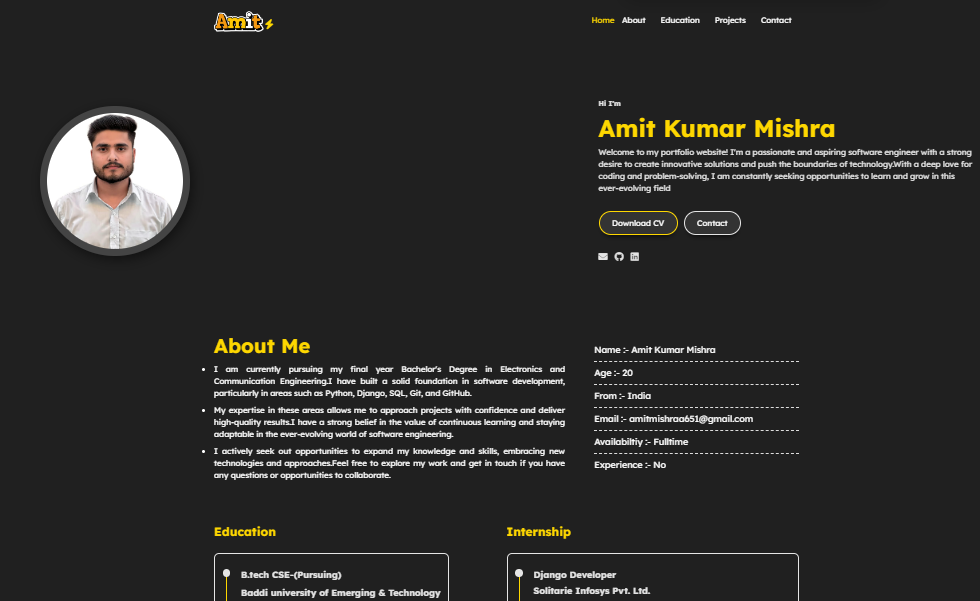 Amit
Home About Education Projects Contact
Hi I'm
Amit Kumar Mishra
Welcome to my portfolio website! I'm a passionate and aspiring software engineer with a strong
desire to create innovative solutions and push the boundaries of technology.With a deep love for
coding and problem-solving, I am constantly seeking opportunities to learn and grow in this
ever-evolving field
Download CV Contact
About Me
I am currently pursuing my final year Bachelor's Degree in Electronics and
Communication Engineering.I have built a solid foundation in software development,
particularly in areas such as Python, Django, SQL, Git, and GitHub.
My expertise in these areas allows me to approach projects with confidence and deliver
high-quality results.I have a strong belief in the value of continuous learning and staying
adaptable in the ever-evolving world of software engineering.
I actively seek out opportunities to expand my knowledge and skills, embracing new
technologies and approaches.Feel free to explore my work and get in touch if you have
any questions or opportunities to collaborate.
Name :- Amit Kumar Mishra
Age :- 20
From :- India
Email :- amitmishraa651@gmail.com
Availabiltiy :- Fulltime
Experience :- No
Education
B.tech CSE-(Pursuing)
Baddi university of Emerging & Technology
Internship
Django Developer
Solitarie Infosys Pvt. Ltd.